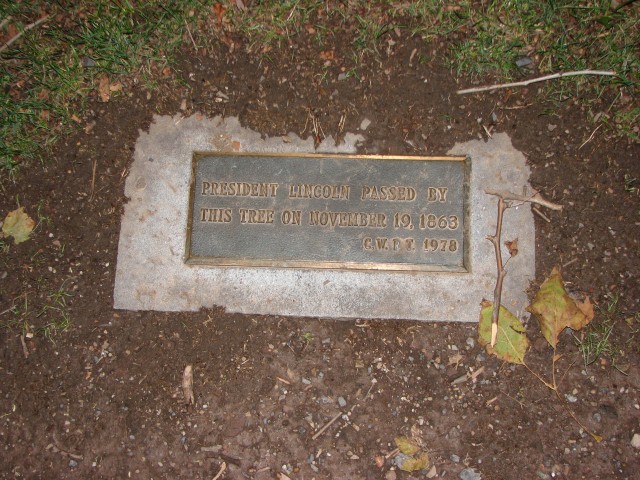 PRESIDENT LINCOLN PASSED BY
THIS TREE ON NOVEMBER 19, 1863
C.W.F.T. 1978